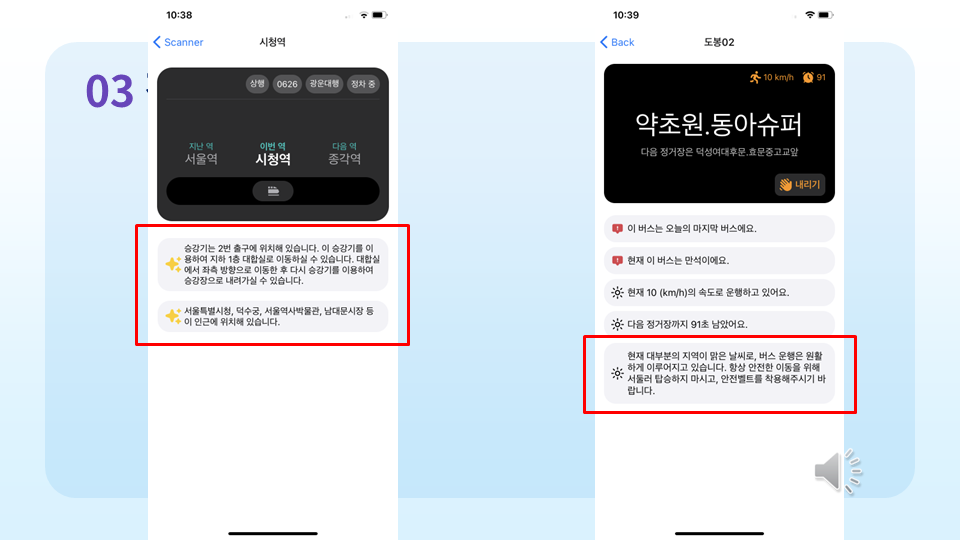 03
10:38
Scanner
시청역
상행
0626
광운대행
정차 중
지난 역
이번 역
다음 역
서울역
시청역
종각역
승강기는 2번 출구에 위치해 있습니다. 이 승강기를 이
용하여 지하 1층 대합실로 이동하실 수 있습니다. 대합실
에서 좌측 방향으로 이동한 후 다시 승강기를 이용하여
승강장으로 내려가실 수 있습니다.
서울특별시청, 덕수궁, 서울역사박물관, 남대문시장 등
이 인근에 위치해 있습니다.
10:39
Back
도봉02
10 km/h
91
약초원.동아슈퍼
다음 정거장은 덕성여대후문.효문중고교앞
내리기
이 버스는 오늘의 마지막 버스에요.
현재 이 버스는 만석이에요.
현재 10 (km/h)의 속도로 운행하고 있어요.
다음 정거장까지 91초 남았어요.
현재 대부분의 지역이 맑은 날씨로, 버스 운행은 원활
하게 이루어지고 있습니다. 항상 안전한 이동을 위해
서둘러 탑승하지 마시고, 안전벨트를 착용해주시기 바
랍니다.